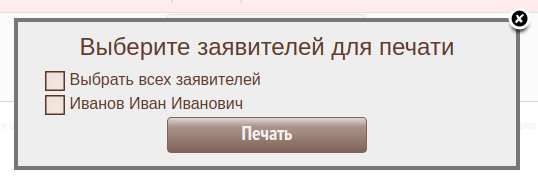 Выберите заявителей для печати
Выбрать всех заявителей
Иванов Иван Иванович
Печать